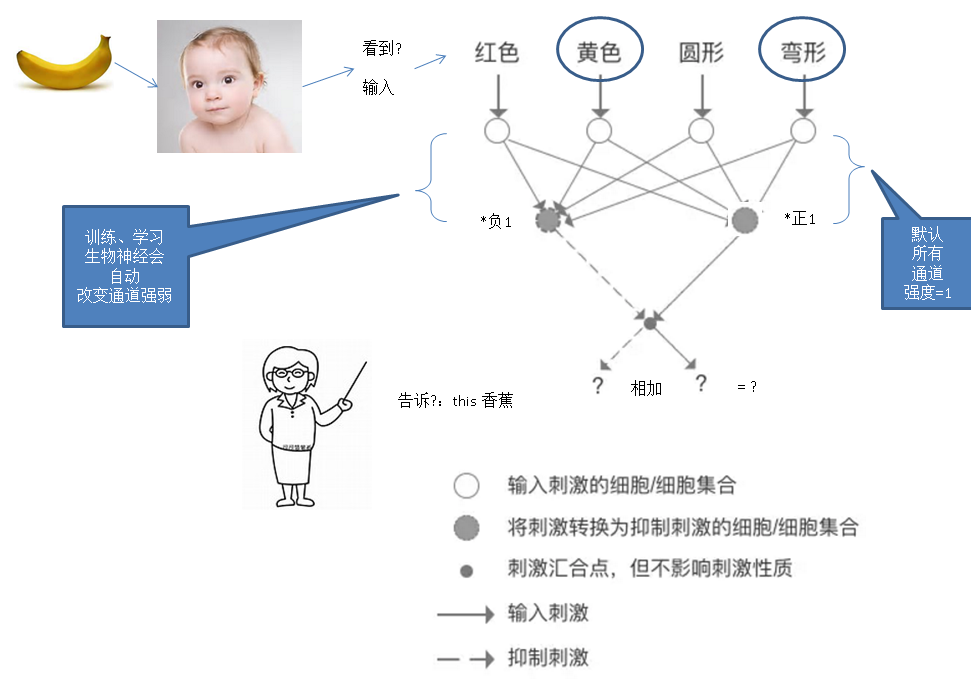 看到?
输入
红色
黄色
圆形
弯形
*负1
*正1
训练、学习
生物神经会
自动
改变通道强弱
默认
所有
通道
强度=1
?
相加
?
= ?
告诉?：this 香蕉
输入刺激的细胞/细胞集合
将刺激转换为抑制刺激的细胞/细胞集合
刺激汇合点，但不影响刺激性质
输入刺激
抑制刺激